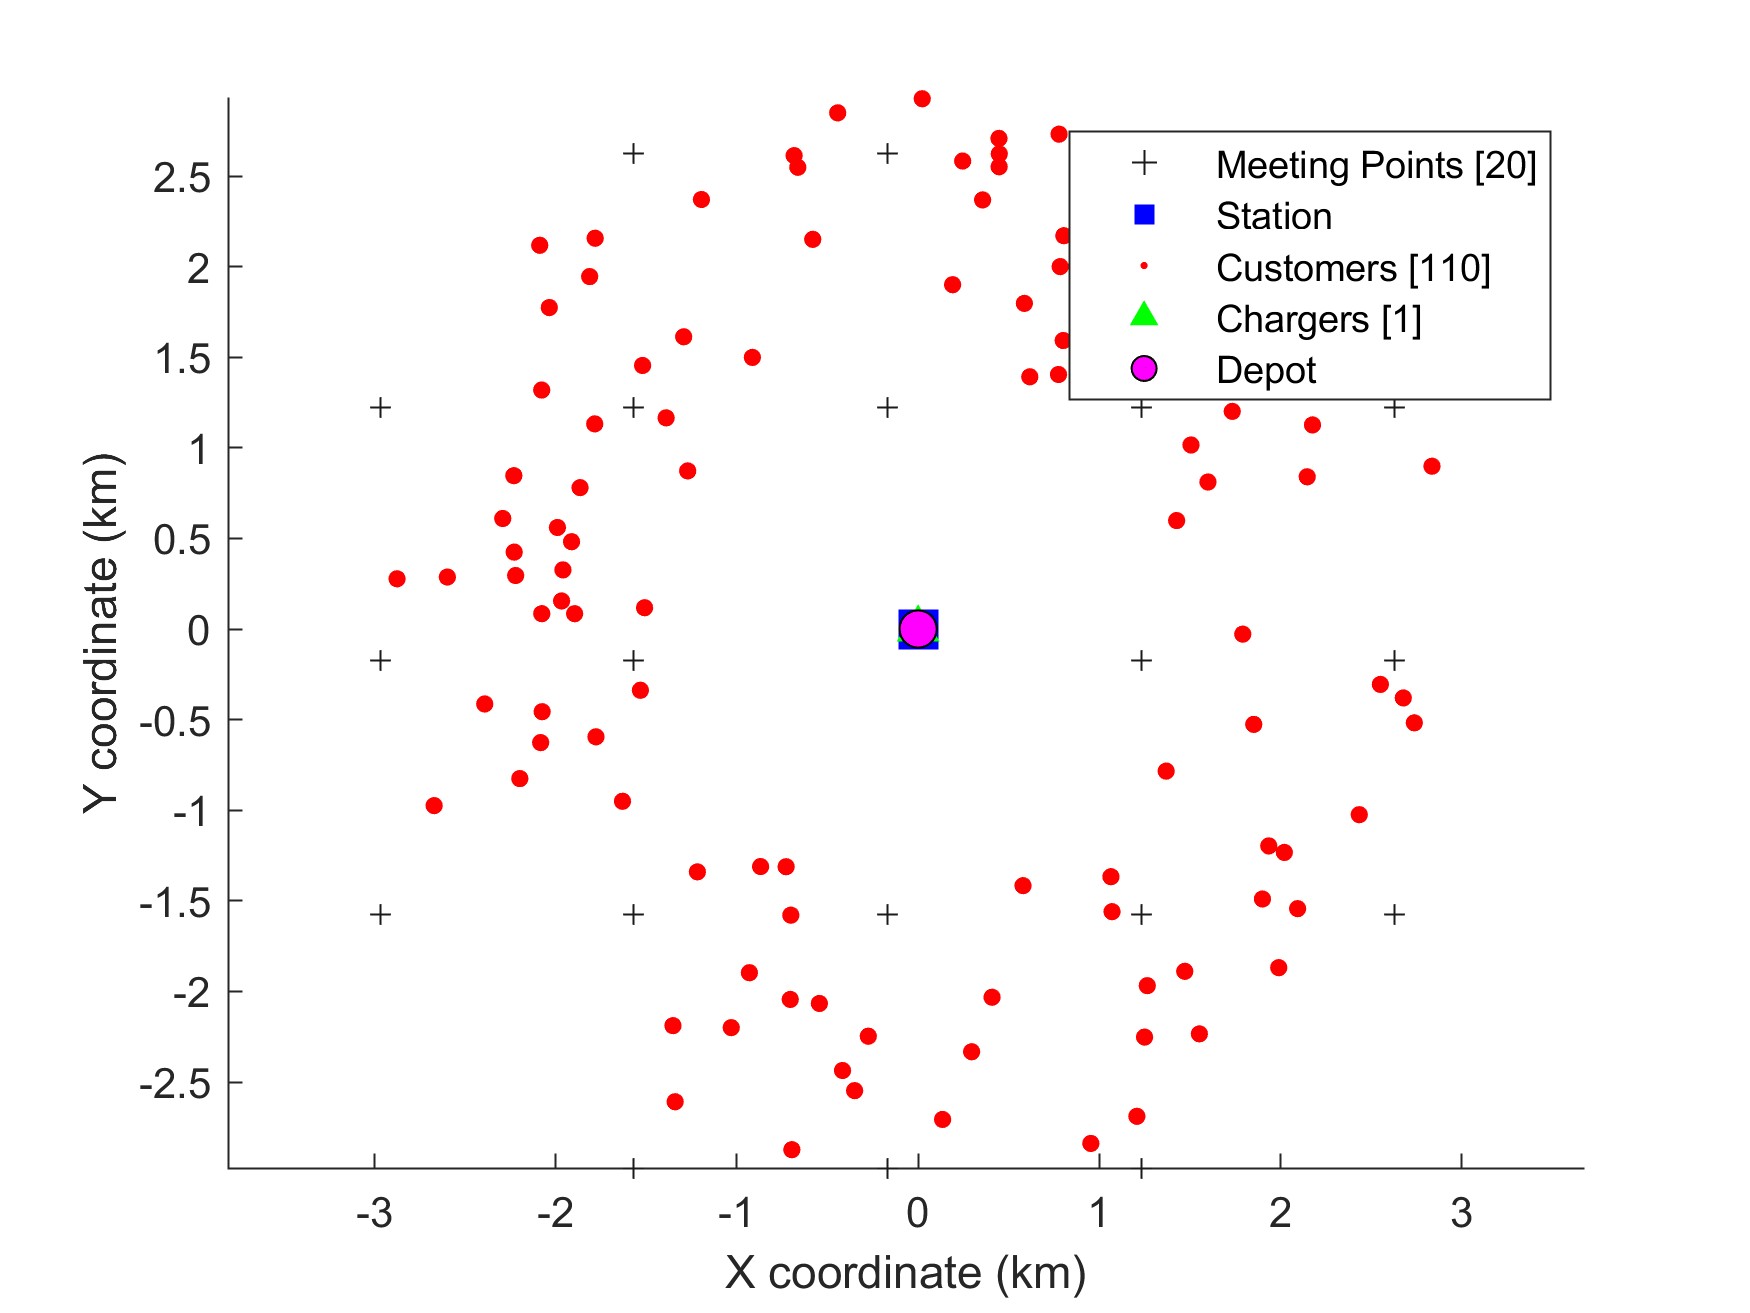 Meeting Points [20]
Station
Customers [110]
Chargers [1]
Depot
Y coordinate (km)
2.5
2
1.5
1
0.5
0
-0.5
-1
-1.5
-2
-2.5
-3 -2 -1 0 1 2 3
X coordinate (km)